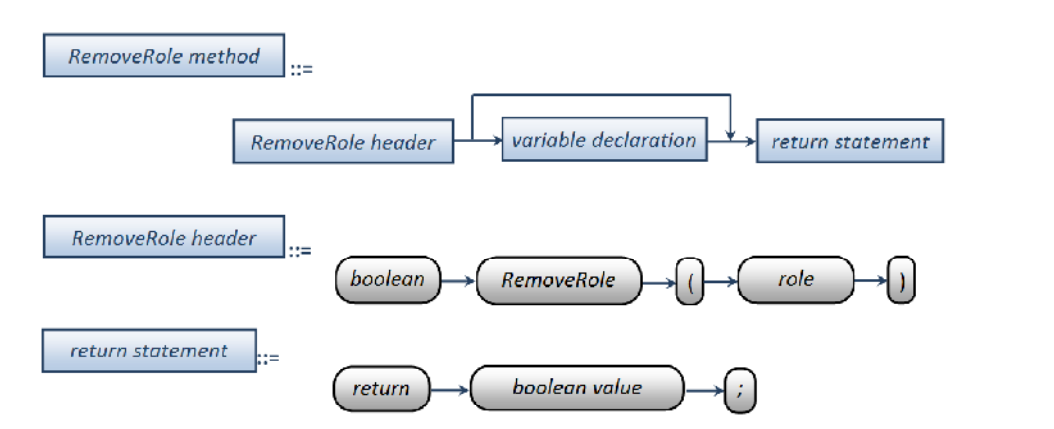 RemoveRole method ::=
RemoveRole header variable declaration return statement
RemoveRole header ::=
boolean RemoveRole ( role )
return statement ::=
return boolean value ;